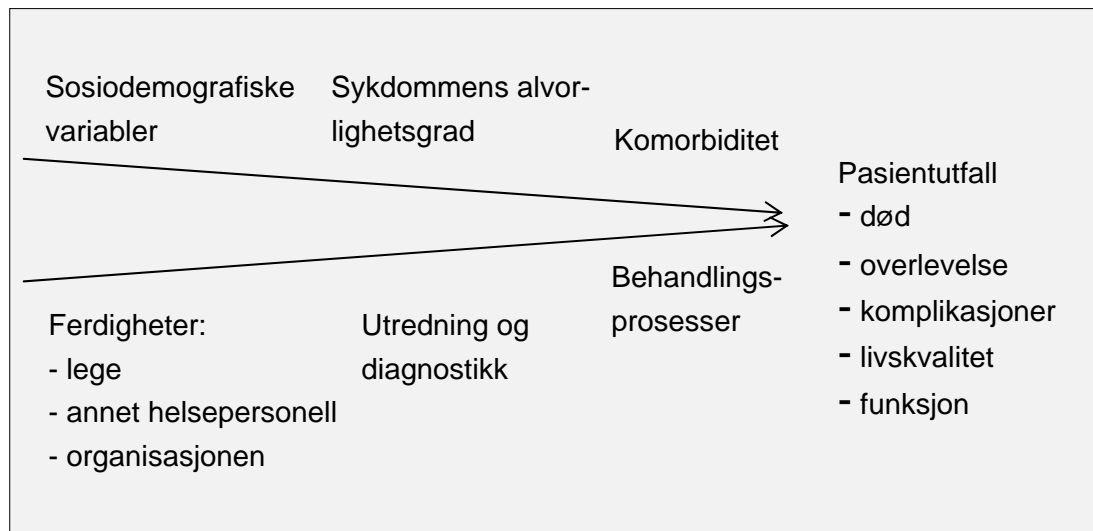 Sosiodemografiske
variabler
Sykdommens alvor-
lighetsgrad
Komorbiditet
Pasientutfall
- død
- overlevelse
- komplikasjoner
- livskvalitet
- funksjon
Ferdigheter:
- lege
- annet helsepersonell
- organisasjonen
Utredning og
diagnostikk
Behandlings-
prosesser